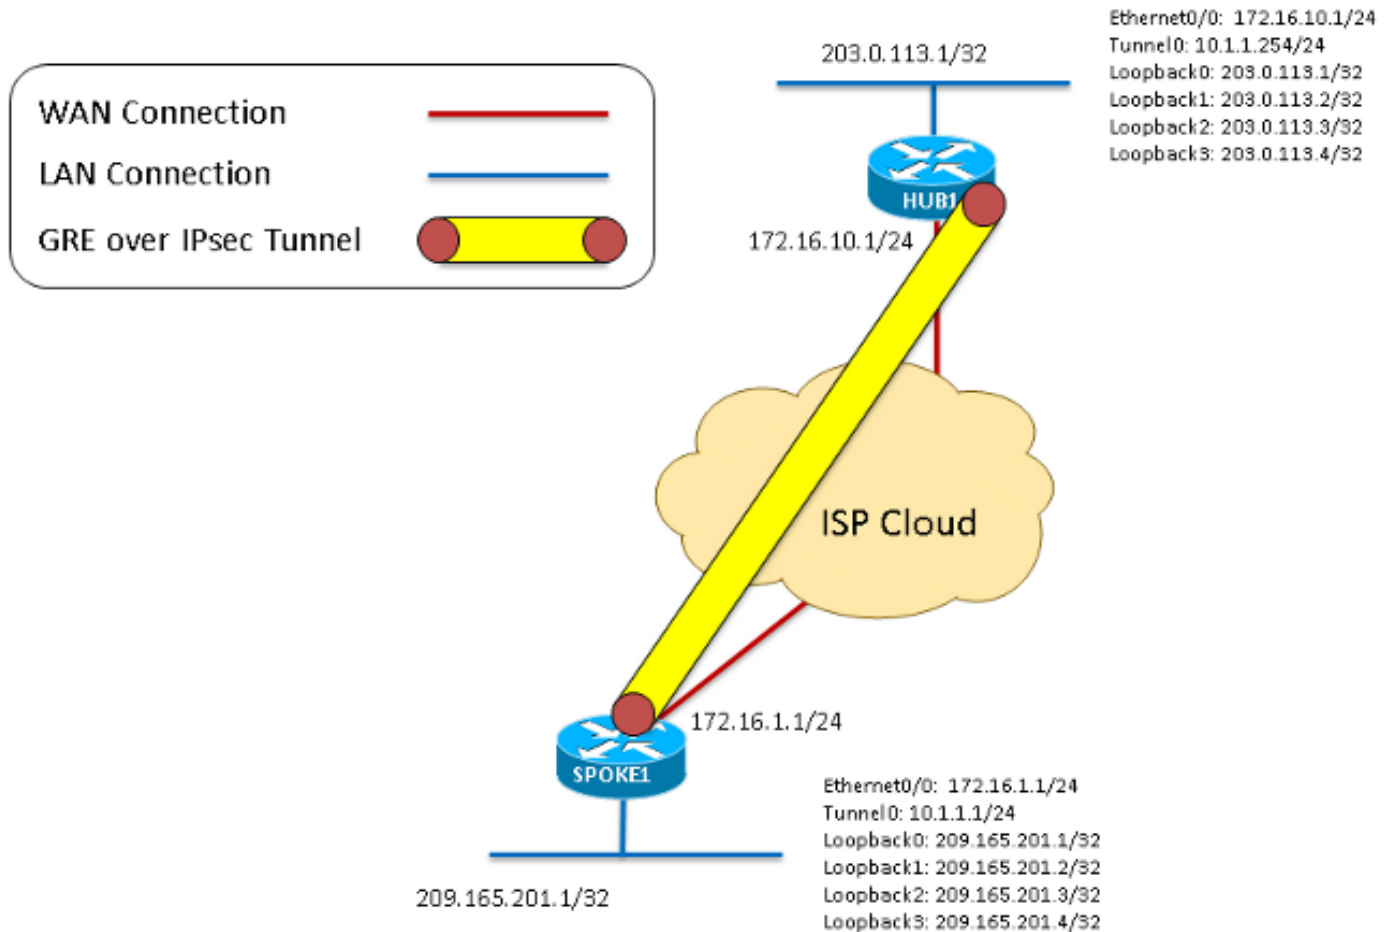 WAN Connection
LAN Connection
GRE over IPsec Tunnel
203.0.113.1/32
Ethernet0/0: 172.16.10.1/24
Tunnel0: 10.1.1.254/24
Loopback0: 203.0.113.1/32
Loopback1: 203.0.113.2/32
Loopback2: 203.0.113.3/32
Loopback3: 203.0.113.4/32
HUB1
172.16.10.1/24
ISP Cloud
172.16.1.1/24
SPOKE1
Ethernet0/0: 172.16.1.1/24
Tunnel0: 10.1.1.1/24
Loopback0: 209.165.201.1/32
Loopback1: 209.165.201.2/32
Loopback2: 209.165.201.3/32
Loopback3: 209.165.201.4/32
209.165.201.1/32